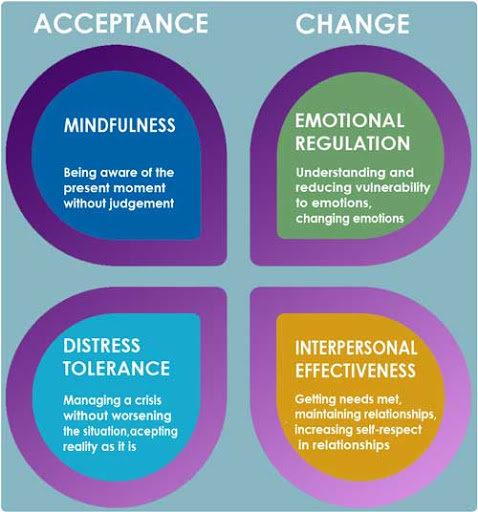 ACCEPTANCE
CHANGE
MINDFULNESS
Being aware of the
present moment
without judgement
EMOTIONAL
REGULATION
Understanding and
reducing vulnerability
to emotions,
changing emotions
DISTRESS
TOLERANCE
Managing a crisis
without worsening
the situation,acepting
reality as it is
INTERPERSONAL
EFFECTIVENESS
Getting needs met,
maintaining relationships,
increasing self-respect
in relationships